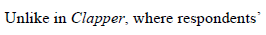 Unlike in Clapper, where respondents’